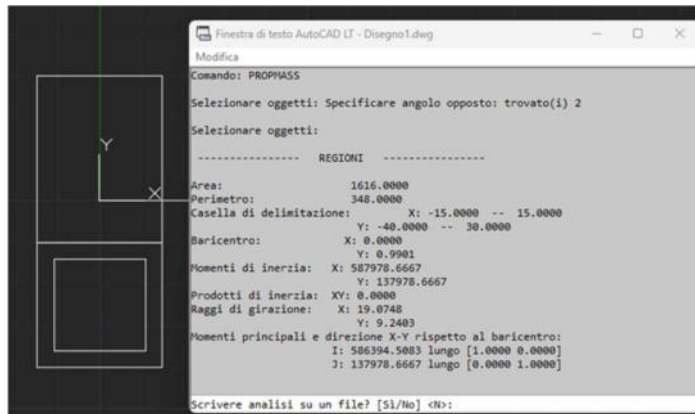 Finestra di testo AutoCAD LT - Disegno1.dwg
Modifica
Comando: PROPMASS
Selezionare oggetti: Specificare angolo opposto: trovato(i) 2
Selezionare oggetti:
---------------- REGIONI ----------------
Area: 1616.0000
Perimetro: 348.0000
Casella di delimitazione: X: -15.0000 -- 15.0000
Y: -40.0000 -- 30.0000
Baricentro: X: 0.0000
Y: 0.9901
Momenti di inerzia: X: 587978.6667
Y: 137978.6667
Prodotti di inerzia: XY: 0.0000
Raggi di girazione: X: 19.0748
Y: 9.2403
Momenti principali e direzione X-Y rispetto al baricentro:
I: 586394.5083 lungo [1.0000 0.0000]
J: 137978.6667 lungo [0.0000 1.0000]
Scrivere analisi su un file? [Sì/No] <N>:
Y
X